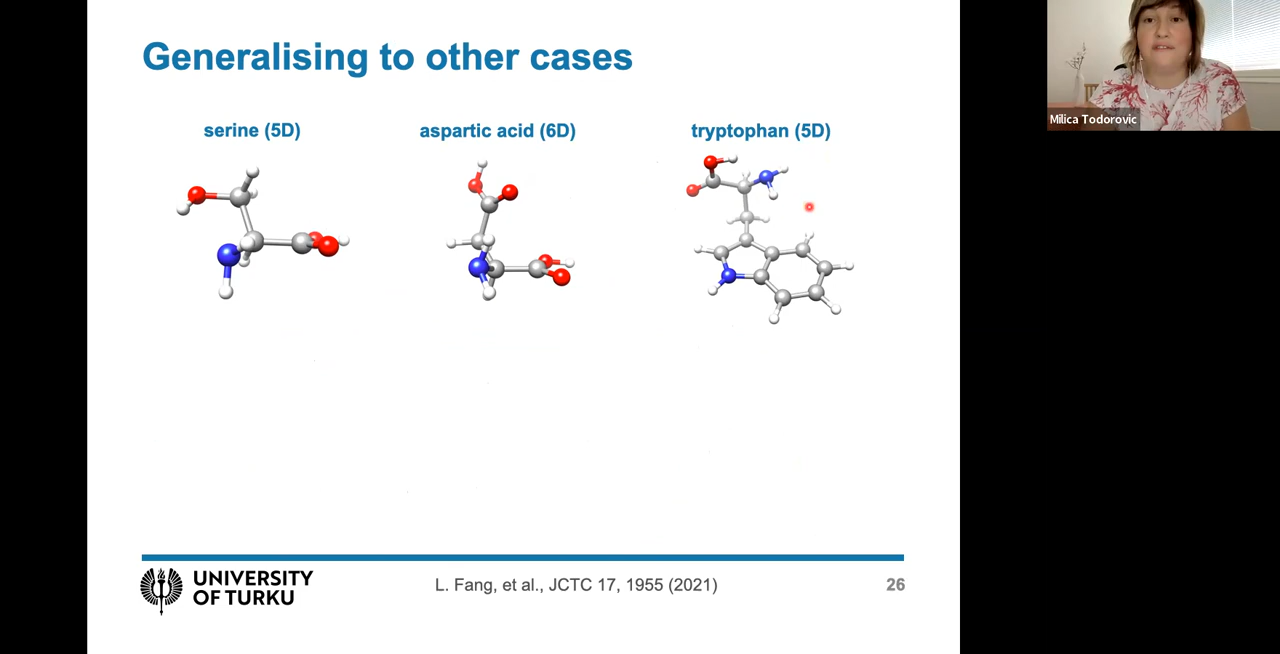 Generalising to other cases
serine (5D)
aspartic acid (6D)
tryptophan (5D)
Milica Todorovic
UNIVERSITY
OF TURKU
L. Fang, et al., JCTC 17, 1955 (2021)
26